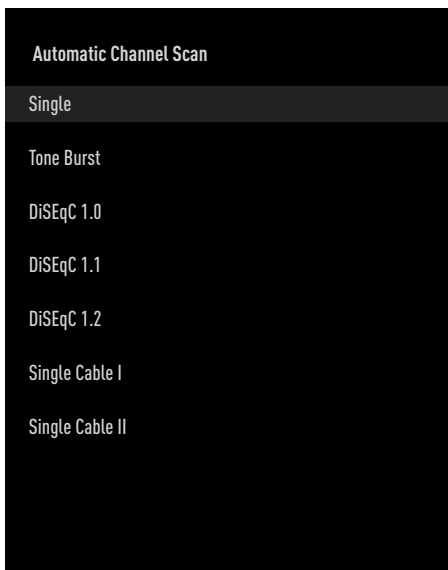 Automatic Channel Scan
Single
Tone Burst
DiSEqC 1.0
DiSEqC 1.1
DiSEqC 1.2
Single Cable I
Single Cable II